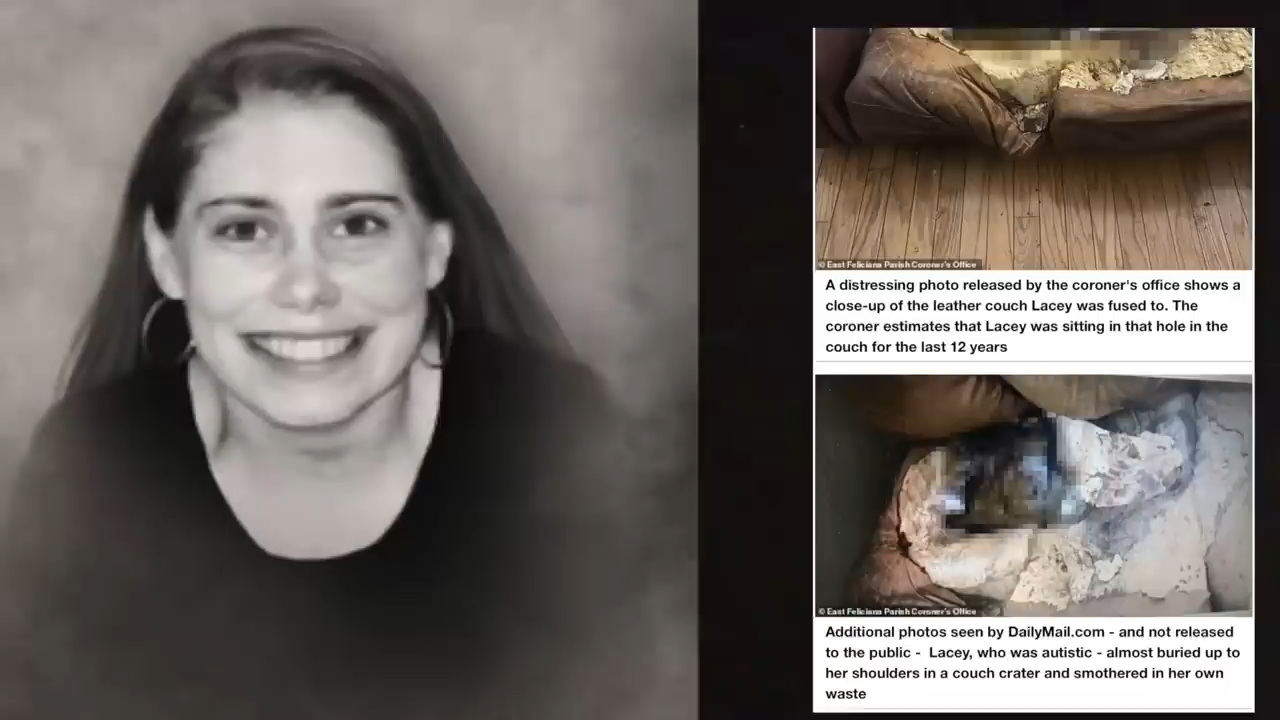 © East Feliciana Parish Coroner's Office
A distressing photo released by the coroner's office shows a
close-up of the leather couch Lacey was fused to. The
coroner estimates that Lacey was sitting in that hole in the
couch for the last 12 years
© East Feliciana Parish Coroner's Office
Additional photos seen by DailyMail.com - and not released
to the public - Lacey, who was autistic - almost buried up to
her shoulders in a couch crater and smothered in her own
waste